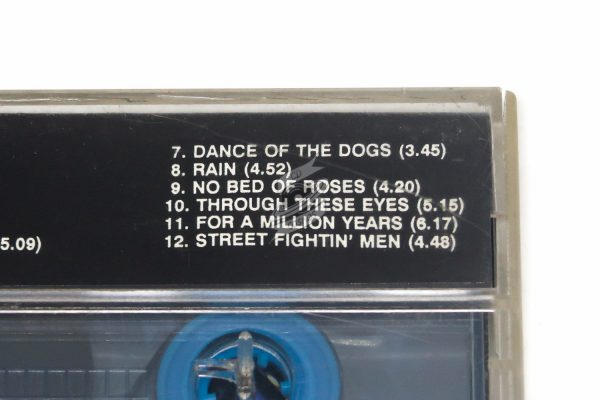 7. DANCE OF THE DOGS (3.45)
8. RAIN (4.52)
9. NO BED OF ROSES (4.20)
10. THROUGH THESE EYES (5.15)
11. FOR A MILLION YEARS (6.17)
5.09) 12. STREET FIGHTIN' MEN (4.48)